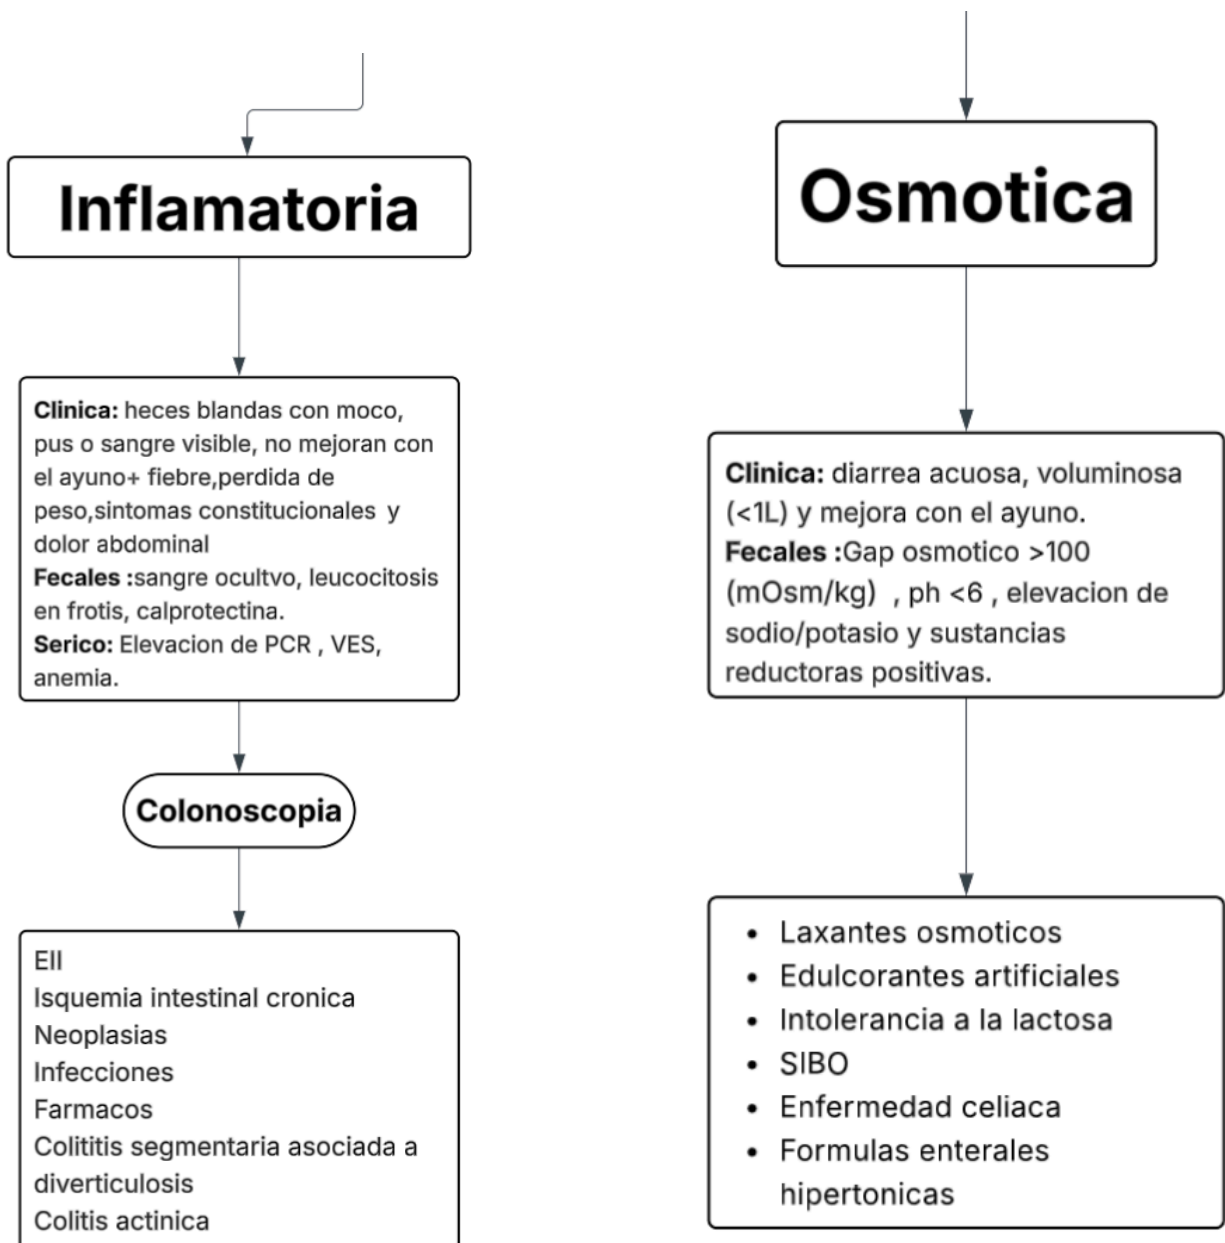 Inflamatoria
Clinica: heces blandas con moco,
pus o sangre visible, no mejoran con
el ayuno+ fiebre,perdida de
peso,sintomas constitucionales y
dolor abdominal
Fecales :sangre ocultvo, leucocitosis
en frotis, calprotectina.
Serico: Elevacion de PCR , VES,
anemia.
Colonoscopia
EII
Isquemia intestinal cronica
Neoplasias
Infecciones
Farmacos
Colititis segmentaria asociada a
diverticulosis
Colitis actinica
Osmotica
Clinica: diarrea acuosa, voluminosa
(<1L) y mejora con el ayuno.
Fecales :Gap osmotico >100
(mOsm/kg) , ph <6 , elevacion de
sodio/potasio y sustancias
reductoras positivas.
• Laxantes osmoticos
• Edulcorantes artificiales
• Intolerancia a la lactosa
• SIBO
• Enfermedad celiaca
• Formulas enterales
hipertonicas